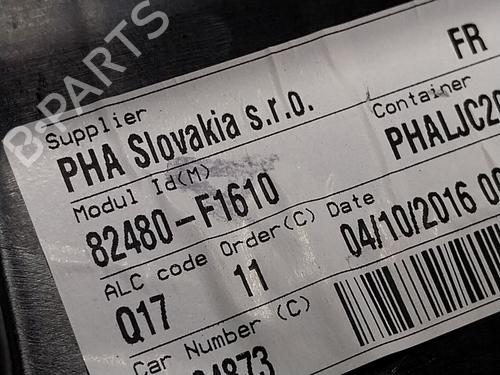 B-PARTS
FR
Supplier
PHA Slovakia s.r.o.
Container
Modul Id(M)
82480-F1610
ALC code Order(C) Date
Q17 11 04/10/2016
Car Number (C)